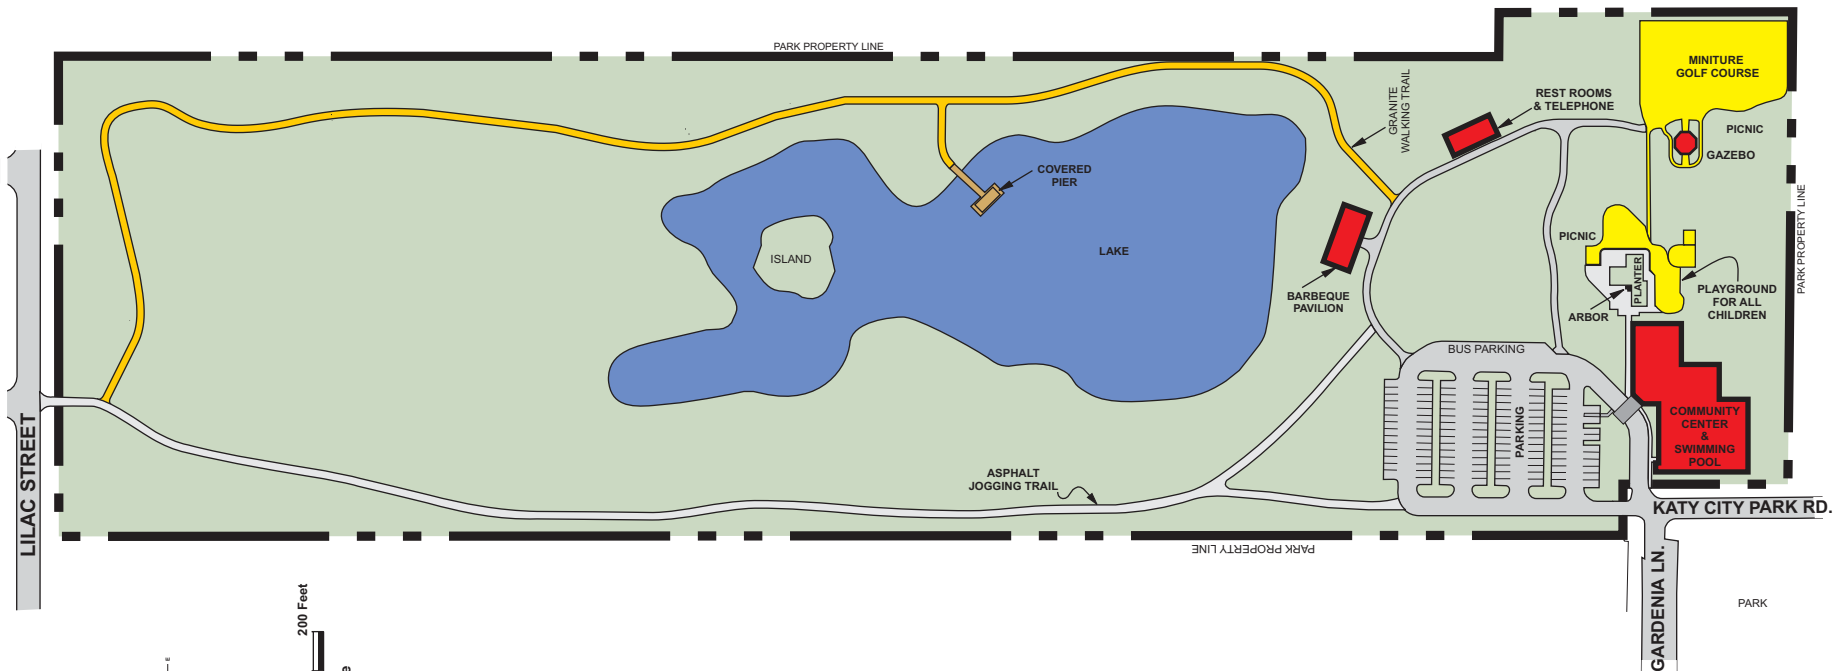 PARK PROPERTY LINE
MINITURE
GOLF COURSE
GRANITE
WALKING TRAIL
REST ROOMS
& TELEPHONE
PICNIC
GAZEBO
COVERED
PIER
PARK PROPERTY LINE
PICNIC
ISLAND
LAKE
PLANTER
PLAYGROUND
FOR ALL
CHILDREN
BARBEQUE
PAVILION
ARBOR
BUS PARKING
PARKING
COMMUNITY
CENTER
&
SWIMMING
POOL
LILAC STREET
ASPHALT
JOGGING TRAIL
KATY CITY PARK RD.
PARK PROPERTY LINE
GARDENIA LN.
PARK
200 Feet